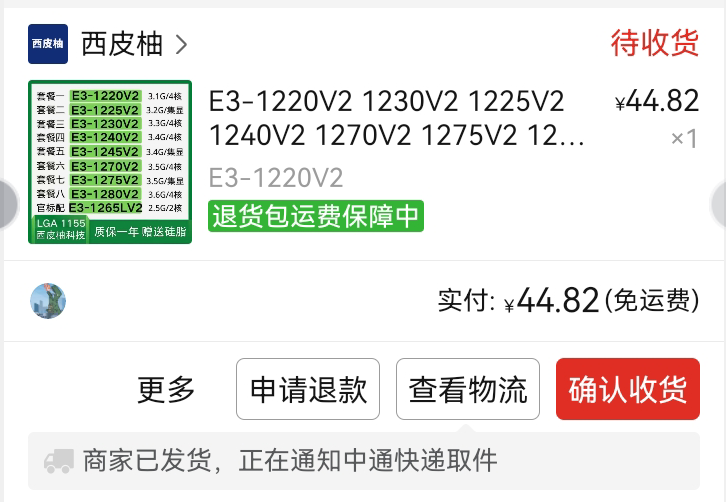 西皮柚
西皮柚
待收货
套餐一 E3-1220V2 3.1G/4核
套餐二 E3-1225V2 3.2G/集显
套餐三 E3-1230V2 3.3G/4核
套餐四 E3-1240V2 3.4G/4核
套餐五 E3-1245V2 3.4G/集显
套餐六 E3-1270V2 3.5G/4核
套餐七 E3-1275V2 3.5G/集显
套餐八 E3-1280V2 3.6G/4核
官标配 E3-1265LV2 2.5G/2核
LGA 1155
西皮柚科技
质保一年 赠送硅脂
E3-1220V2 1230V2 1225V2
1240V2 1270V2 1275V2 12...
¥44.82
×1
E3-1220V2
退货包运费保障中
实付: ¥44.82(免运费)
更多
申请退款
查看物流
确认收货
商家已发货，正在通知中通快递取件